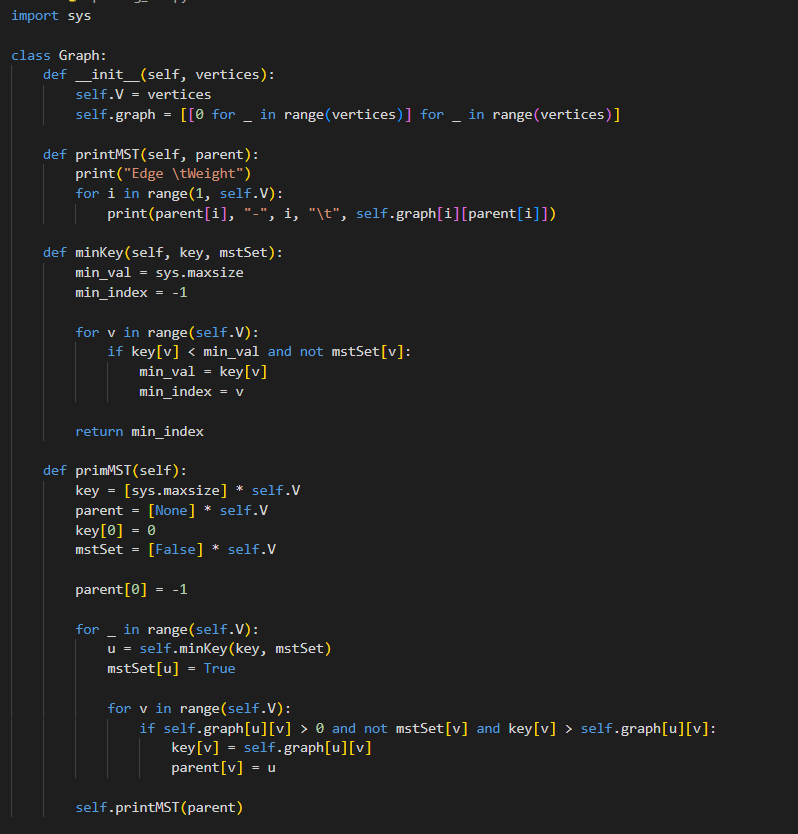 import sys
class Graph:
    def __init__(self, vertices):
        self.V = vertices
        self.graph = [[0 for _ in range(vertices)] for _ in range(vertices)]
    def printMST(self, parent):
        print("Edge \tWeight")
        for i in range(1, self.V):
            print(parent[i], "-", i, "\t", self.graph[i][parent[i]])
    def minKey(self, key, mstSet):
        min_val = sys.maxsize
        min_index = -1
        for v in range(self.V):
            if key[v] < min_val and not mstSet[v]:
                min_val = key[v]
                min_index = v
        return min_index
    def primMST(self):
        key = [sys.maxsize] * self.V
        parent = [None] * self.V
        key[0] = 0
        mstSet = [False] * self.V
        parent[0] = -1
        for _ in range(self.V):
            u = self.minKey(key, mstSet)
            mstSet[u] = True
            for v in range(self.V):
                if self.graph[u][v] > 0 and not mstSet[v] and key[v] > self.graph[u][v]:
                    key[v] = self.graph[u][v]
                    parent[v] = u
        self.printMST(parent)